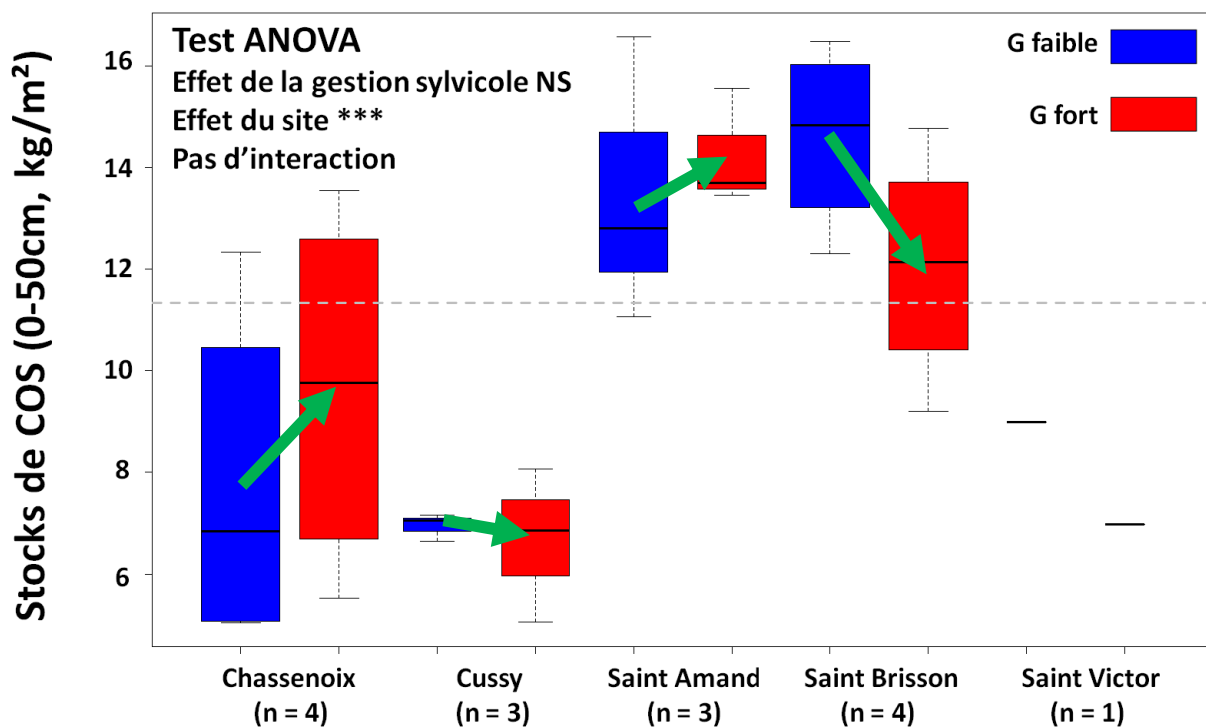 Stocks de COS (0-50cm, kg/m²)
Test ANOVA
Effet de la gestion sylvicole NS
Effet du site ***
Pas d'interaction
G faible
G fort
16
14
12
10
8
6
Chassenoix
(n = 4)
Cussy
(n = 3)
Saint Amand
(n = 3)
Saint Brisson
(n = 4)
Saint Victor
(n = 1)